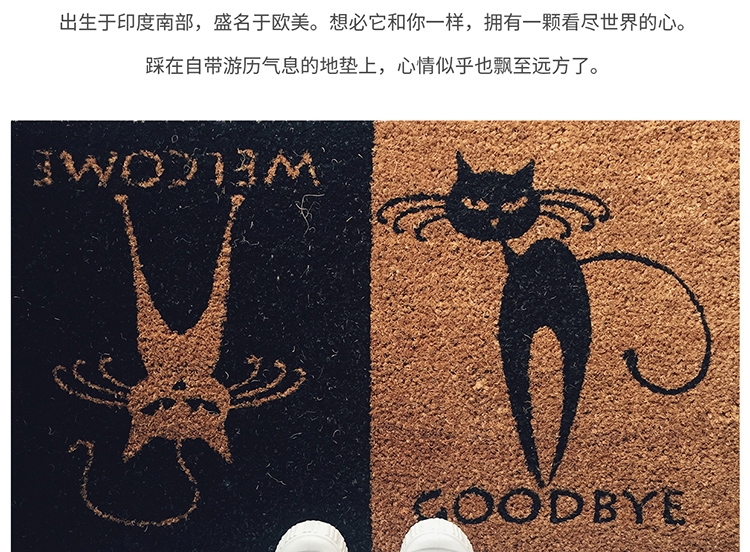 出生于印度南部，盛名于欧美。想必它和你一样，拥有一颗看尽世界的心。
踩在自带游历气息的地垫上，心情似乎也飘至远方了。
WELCOME
GOODBYE